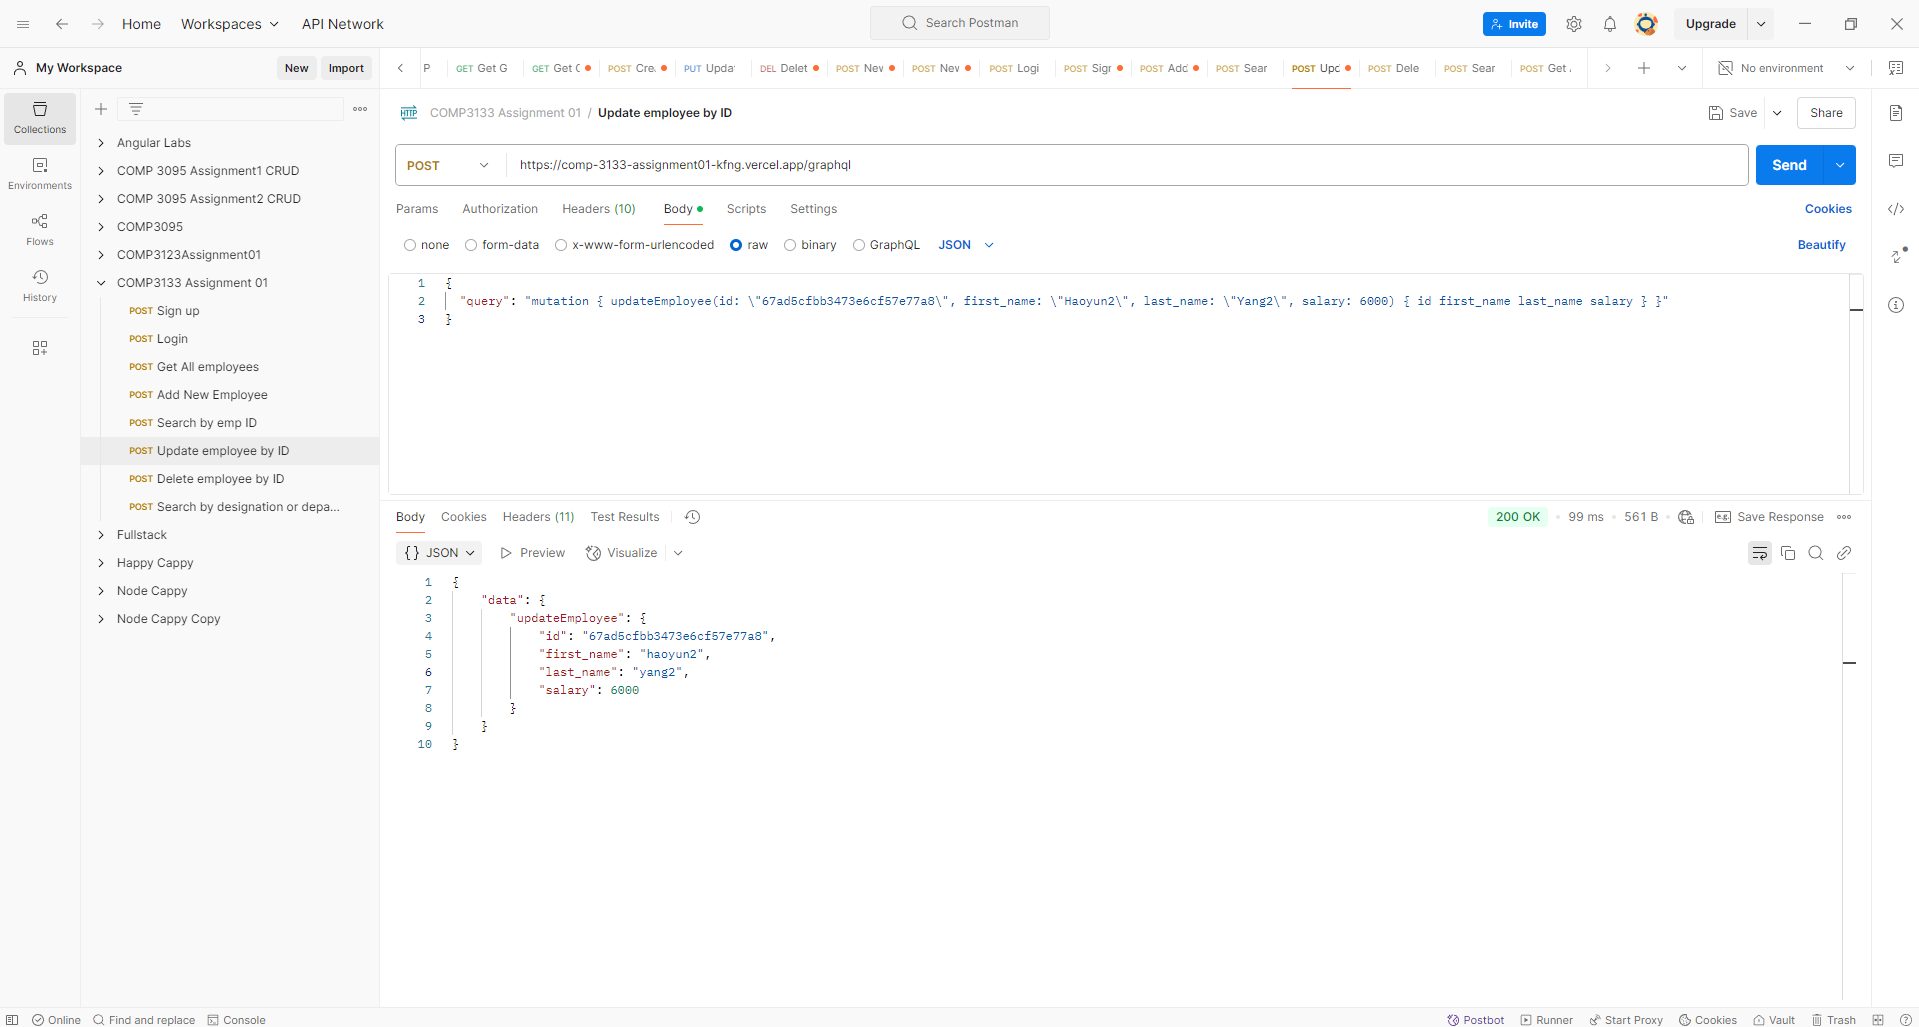 Home Workspaces API Network Search Postman Invite Upgrade
My Workspace New Import P GET Get G GET Get C POST Cre. PUT Upda DEL Delet POST Nev POST Nev POST Logi POST Sigr POST Add POST Sear POST Upc POST Dele POST Sear POST Get No environment
Collections
Environments
Flows
History
Angular Labs
COMP 3095 Assignment1 CRUD
COMP 3095 Assignment2 CRUD
COMP3095
COMP3123Assignment01
COMP3133 Assignment 01
POST Sign up
POST Login
POST Get All employees
POST Add New Employee
POST Search by emp ID
POST Update employee by ID
POST Delete employee by ID
POST Search by designation or depa...
Fullstack
Happy Cappy
Node Cappy
Node Cappy Copy
HTTP COMP3133 Assignment 01 / Update employee by ID Save Share
POST https://comp-3133-assignment01-kfng.vercel.app/graphql Send
Params Authorization Headers (10) Body Scripts Settings Cookies
none form-data x-www-form-urlencoded raw binary GraphQL JSON Beautify
1 {
2 "query": "mutation { updateEmployee(id: \"67ad5cfbb3473e6cf57e77a8\", first_name: \"Haoyun2\", last_name: \"Yang2\", salary: 6000) { id first_name last_name salary } }"
3 }
Body Cookies Headers (11) Test Results 200 OK • 99 ms • 561 B • e.g. Save Response
{} JSON Preview Visualize
1 {
2 "data": {
3 "updateEmployee": {
4 "id": "67ad5cfbb3473e6cf57e77a8",
5 "first_name": "haoyun2",
6 "last_name": "yang2",
7 "salary": 6000
8 }
9 }
10 }
Online Find and replace Console Postbot Runner Start Proxy Cookies Vault Trash